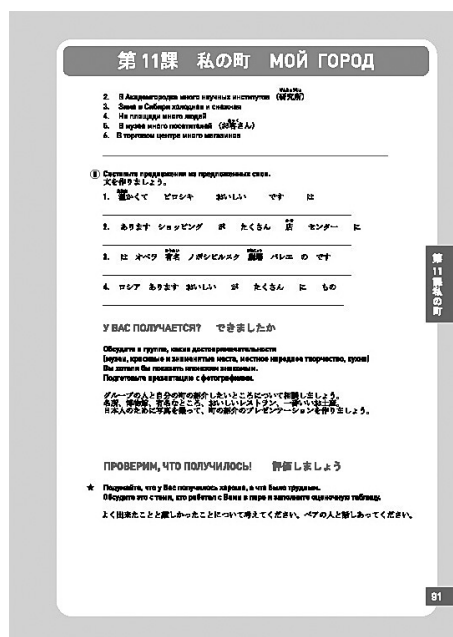 第 11課 私の町 МОЙ ГОРОД
2. В Академгородке много научных институтов (研究所)
3. Зима в Сибири холодная и снежная
4. На площади много людей
5. В музее много посетителей (お客さん)
6. В торговом центре много магазинов
8 Составьте предложения из предложенных слов.
文を作りましょう。
1. 温かくて ピロシキ おいしい です は
2. あります ショッピング が たくさん 店 センター に
3. は オペラ 有名 ノボシビルスク 劇場 バレエ の です
4. ロシア あります おいしい が たくさん に もの
У ВАС ПОЛУЧАЕТСЯ? できましたか
Обсудите в группе, какие достопримечательности
(музеи, красивые и знаменитые места, местное народное творчество, кухня)
Вы хотели бы показать японским знакомым.
Подготовьте презентацию с фотографиями.
グループの人と自分の町の紹介したいところについて相談しましょう。
名所、博物館、有名なところ、おいしいレストラン、一番いいお土産。
日本人のために写真を撮って、町の紹介のプレゼンテーションを作りましょう。
ПРОВЕРИМ, ЧТО ПОЛУЧИЛОСЬ! 評価しましょう
★ Подумайте, что у Вас получилось хорошо, а что было трудным.
Обсудите это с теми, кто работал с Вами в паре и заполните оценочную таблицу.
よく出来たことと難しかったことについて考えてください。ペアの人と話しあってください。
第11課 私の町
91